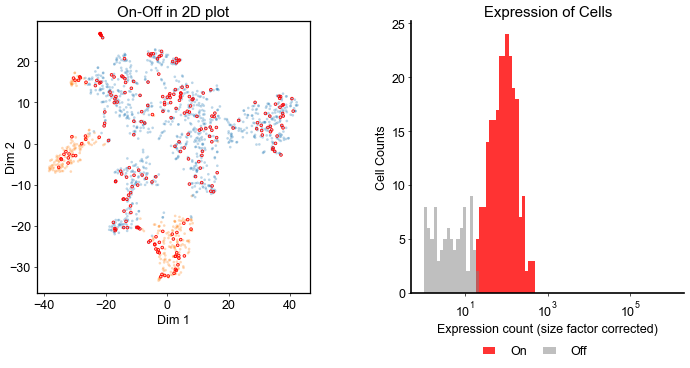 On-Off in 2D plot
Dim 2
20
10
0
−10
−20
−30
−40
−20
0
20
40
Dim 1
Expression of Cells
Cell Counts
25
20
15
10
5
0
10^1
10^3
10^5
Expression count (size factor corrected)
On
Off